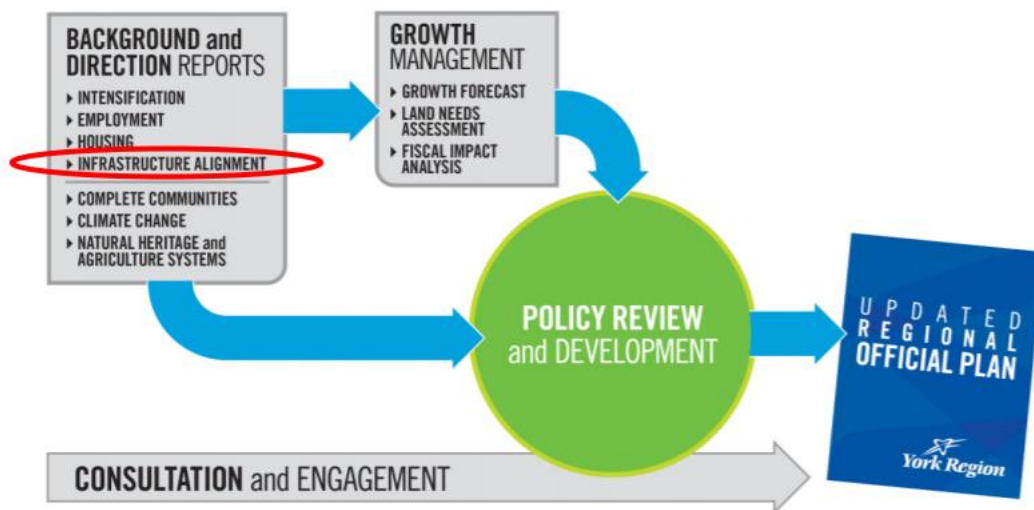 BACKGROUND and
DIRECTION REPORTS
INTENSIFICATION
EMPLOYMENT
HOUSING
INFRASTRUCTURE ALIGNMENT
COMPLETE COMMUNITIES
CLIMATE CHANGE
NATURAL HERITAGE and
AGRICULTURE SYSTEMS
GROWTH
MANAGEMENT
GROWTH FORECAST
LAND NEEDS
ASSESSMENT
FISCAL IMPACT
ANALYSIS
POLICY REVIEW
and DEVELOPMENT
UPDATED
REGIONAL
OFFICIAL PLAN
York Region
CONSULTATION and ENGAGEMENT